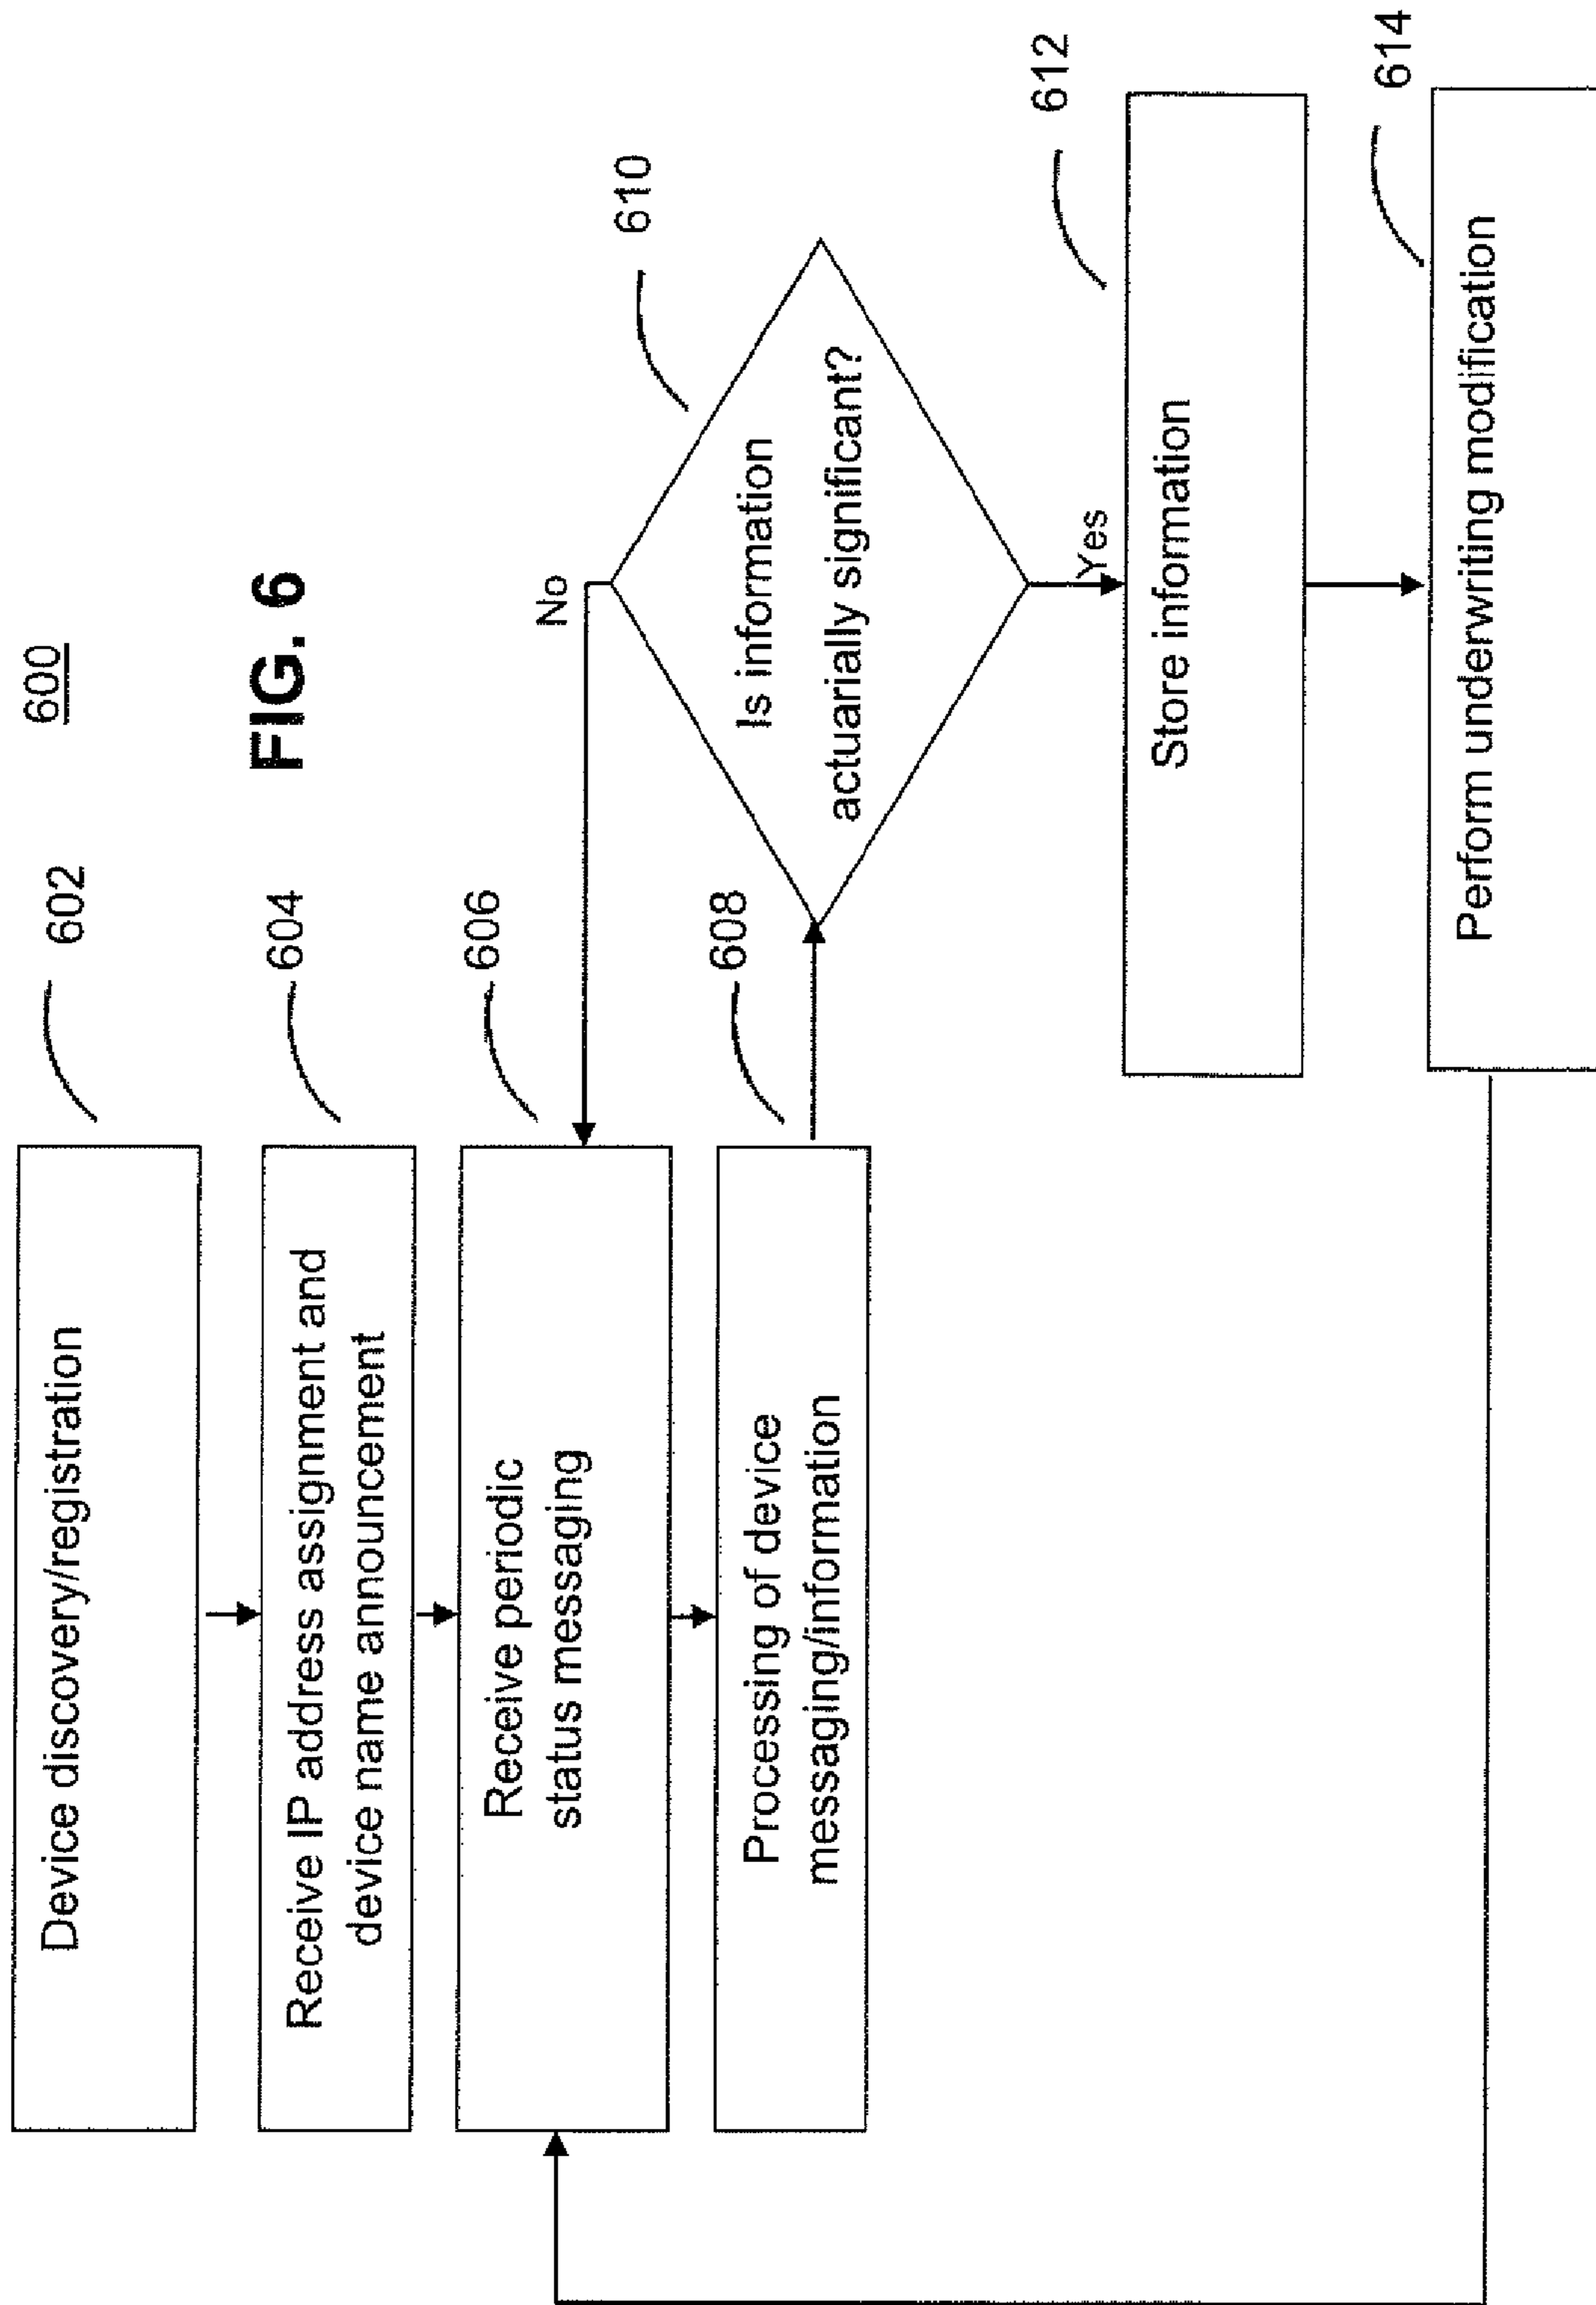 600
FIG. 6
602
Device discovery/registration
604
Receive IP address assignment and
device name announcement
606
Receive periodic
status messaging
608
Processing of device
messaging/information
610
Is information
actuarially significant?
No
Yes
612
Store information
614
Perform underwriting modification